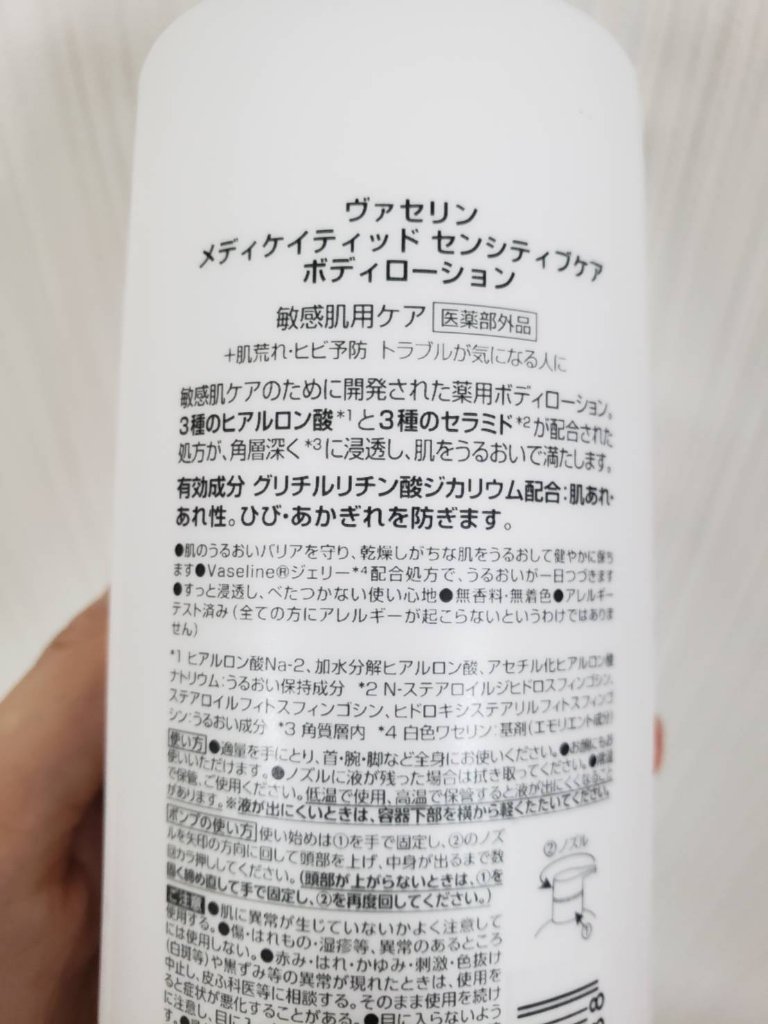 ヴァセリン
メディケイティッド センシティブケア
ボディローション
敏感肌用ケア 医薬部外品
+肌荒れ・ヒビ予防 トラブルが気になる人に
敏感肌ケアのために開発された薬用ボディローション。
3種のヒアルロン酸*1と3種のセラミド*2が配合された
処方が、角層深く*3に浸透し、肌をうるおいで満たします。
有効成分 グリチルリチン酸ジカリウム配合:肌あれ・
あれ性。ひび・あかぎれを防ぎます。
●肌のうるおいバリアを守り、乾燥しがちな肌をうるおして健やかに保ち
ます●Vaseline®ジェリー*4配合処方で、うるおいが一日つづきます
●すっと浸透し、べたつかない使い心地●無香料・無着色●アレルギー
テスト済み(全ての方にアレルギーが起こらないというわけではありま
せん)
*1 ヒアルロン酸Na-2、加水分解ヒアルロン酸、アセチル化ヒアルロン酸
ナトリウム:うるおい保持成分 *2 N-ステアロイルジヒドロスフィンゴシン、
ステアロイルフィトスフィンゴシン、ヒドロキシステアリルフィトスフィンゴ
シン:うるおい成分 *3 角質層内 *4 白色ワセリン:基剤(エモリエント成分)
使い方 ●適量を手にとり、首・腕・脚など全身にお使いください。●お顔にもお
使いいただけます。●ノズルに液が残った場合は拭き取ってください。●常温
で保管、ご使用ください。低温で使用、高温で保管すると液が出にくくなること
があります。※液が出にくいときは、容器下部を横から軽くたたいてください。
ポンプの使い方 使い始めは①を手で固定し、②のノズ
ルを矢印の方向に回して頭部を上げ、中身が出るまで数
回カラ押ししてください。(頭部が上がらないときは、①を
固く締め直して手で固定し、②を再度回してください。)
②ノズル
①
ご注意 ●肌に異常が生じていないかよく注意して
使用する。●傷・はれもの・湿疹等、異常のあるところ
には使用しない。●赤み・はれ・かゆみ・刺激・色抜け
(白斑等)や黒ずみ等の異常が現れたときは、使用を
中止し、皮ふ科医等に相談する。そのまま使用を続け
ると症状が悪化することがある。●目に入らないよう
に注意し、目に入